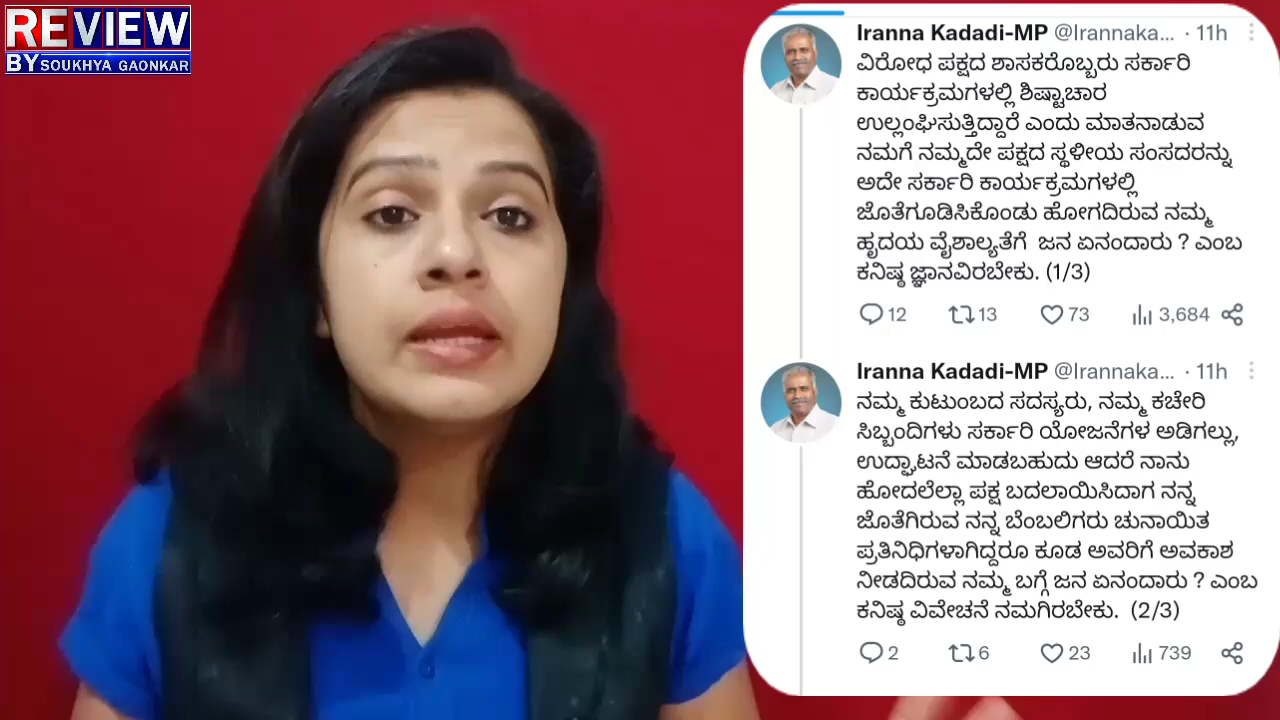 REVIEW
BY SOUKHYA GAONKAR
Iranna Kadadi-MP @Irannaka... · 11h
ವಿರೋಧ ಪಕ್ಷದ ಶಾಸಕರೊಬ್ಬರು ಸರ್ಕಾರಿ
ಕಾರ್ಯಕ್ರಮಗಳಲ್ಲಿ ಶಿಷ್ಟಾಚಾರ
ಉಲ್ಲಂಘಿಸುತ್ತಿದ್ದಾರೆ ಎಂದು ಮಾತನಾಡುವ
ನಮಗೆ ನಮ್ಮದೇ ಪಕ್ಷದ ಸ್ಥಳೀಯ ಸಂಸದರನ್ನು
ಅದೇ ಸರ್ಕಾರಿ ಕಾರ್ಯಕ್ರಮಗಳಲ್ಲಿ
ಜೊತೆಗೂಡಿಸಿಕೊಂಡು ಹೋಗದಿರುವ ನಮ್ಮ
ಹೃದಯ ವೈಶಾಲ್ಯತೆಗೆ ಜನ ಏನಂದಾರು ? ಎಂಬ
ಕನಿಷ್ಠ ಜ್ಞಾನವಿರಬೇಕು. (1/3)
12 13 73 3,684
Iranna Kadadi-MP @Irannaka... · 11h
ನಮ್ಮ ಕುಟುಂಬದ ಸದಸ್ಯರು, ನಮ್ಮ ಕಚೇರಿ
ಸಿಬ್ಬಂದಿಗಳು ಸರ್ಕಾರಿ ಯೋಜನೆಗಳ ಅಡಿಗಲ್ಲು,
ಉದ್ಘಾಟನೆ ಮಾಡಬಹುದು ಆದರೆ ನಾನು
ಹೋದಲೆಲ್ಲಾ ಪಕ್ಷ ಬದಲಾಯಿಸಿದಾಗ ನನ್ನ
ಜೊತೆಗಿರುವ ನನ್ನ ಬೆಂಬಲಿಗರು ಚುನಾಯಿತ
ಪ್ರತಿನಿಧಿಗಳಾಗಿದ್ದರೂ ಕೂಡ ಅವರಿಗೆ ಅವಕಾಶ
ನೀಡದಿರುವ ನಮ್ಮ ಬಗ್ಗೆ ಜನ ಏನಂದಾರು ? ಎಂಬ
ಕನಿಷ್ಠ ವಿವೇಚನೆ ನಮಗಿರಬೇಕು. (2/3)
2 6 23 739